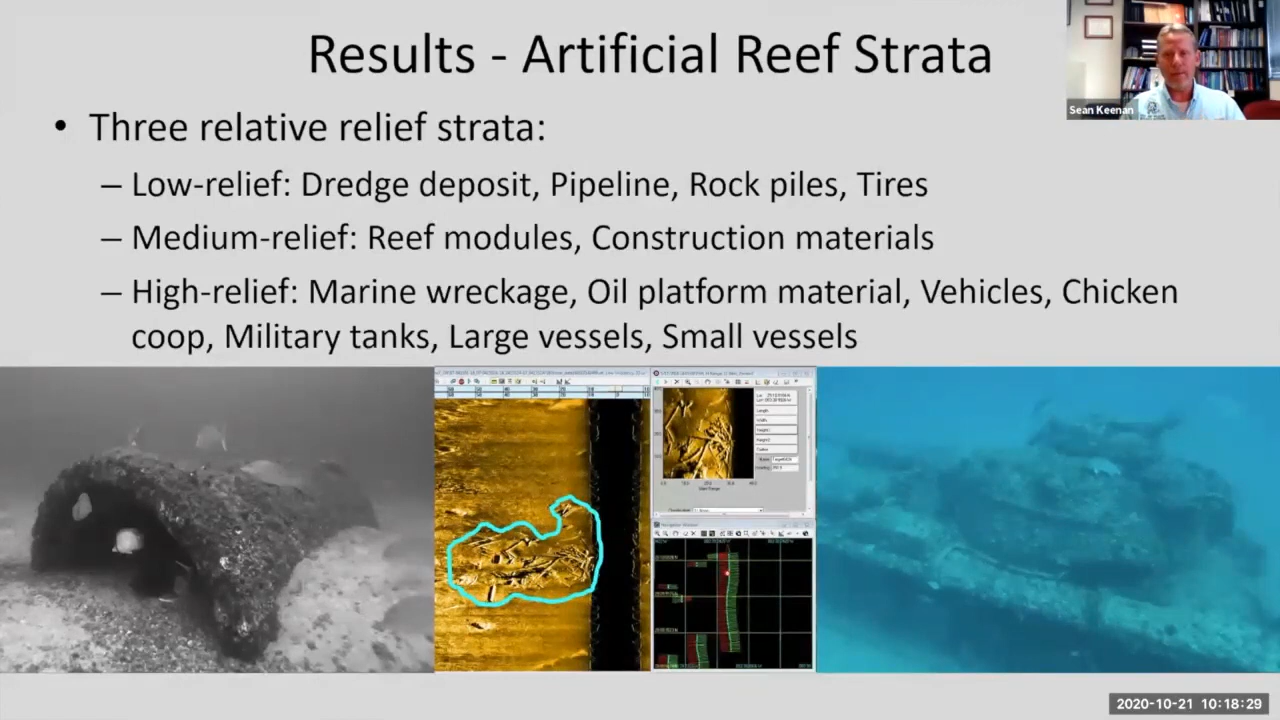 Results - Artificial Reef Strata
Sean Keenan
• Three relative relief strata:
– Low-relief: Dredge deposit, Pipeline, Rock piles, Tires
– Medium-relief: Reef modules, Construction materials
– High-relief: Marine wreckage, Oil platform material, Vehicles, Chicken
coop, Military tanks, Large vessels, Small vessels
2020-10-21 10:18:29